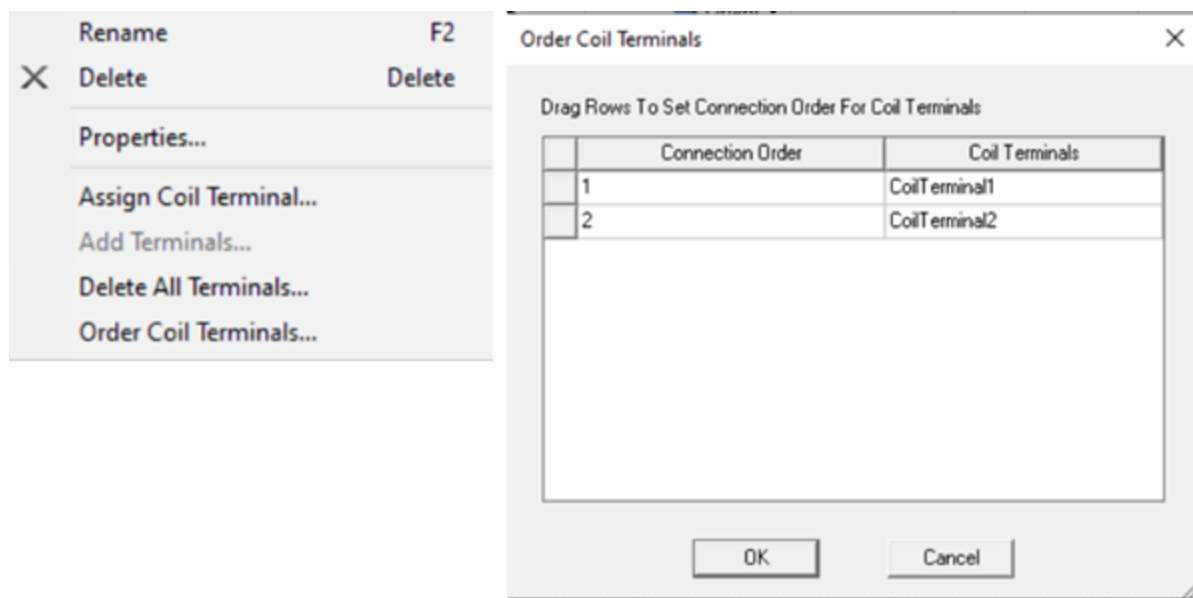 Rename F2
Delete Delete
Properties...
Assign Coil Terminal...
Add Terminals...
Delete All Terminals...
Order Coil Terminals...
Order Coil Terminals
Drag Rows To Set Connection Order For Coil Terminals
Connection Order Coil Terminals
1 CoilTerminal1
2 CoilTerminal2
OK Cancel